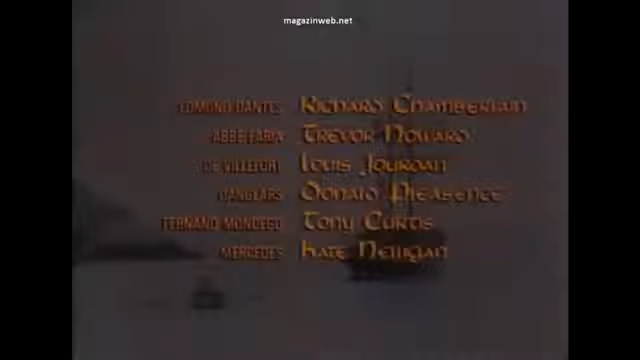 magazinweb.net
EDMOND DANTES Richard Chamberlain
ABBE FARIA Trevor Howard
DE VILLEFORT Louis Jourdan
DANGLARS Donald Pleasence
FERNAND MONDEGO Tony Curtis
MERCEDES Kate Nelligan